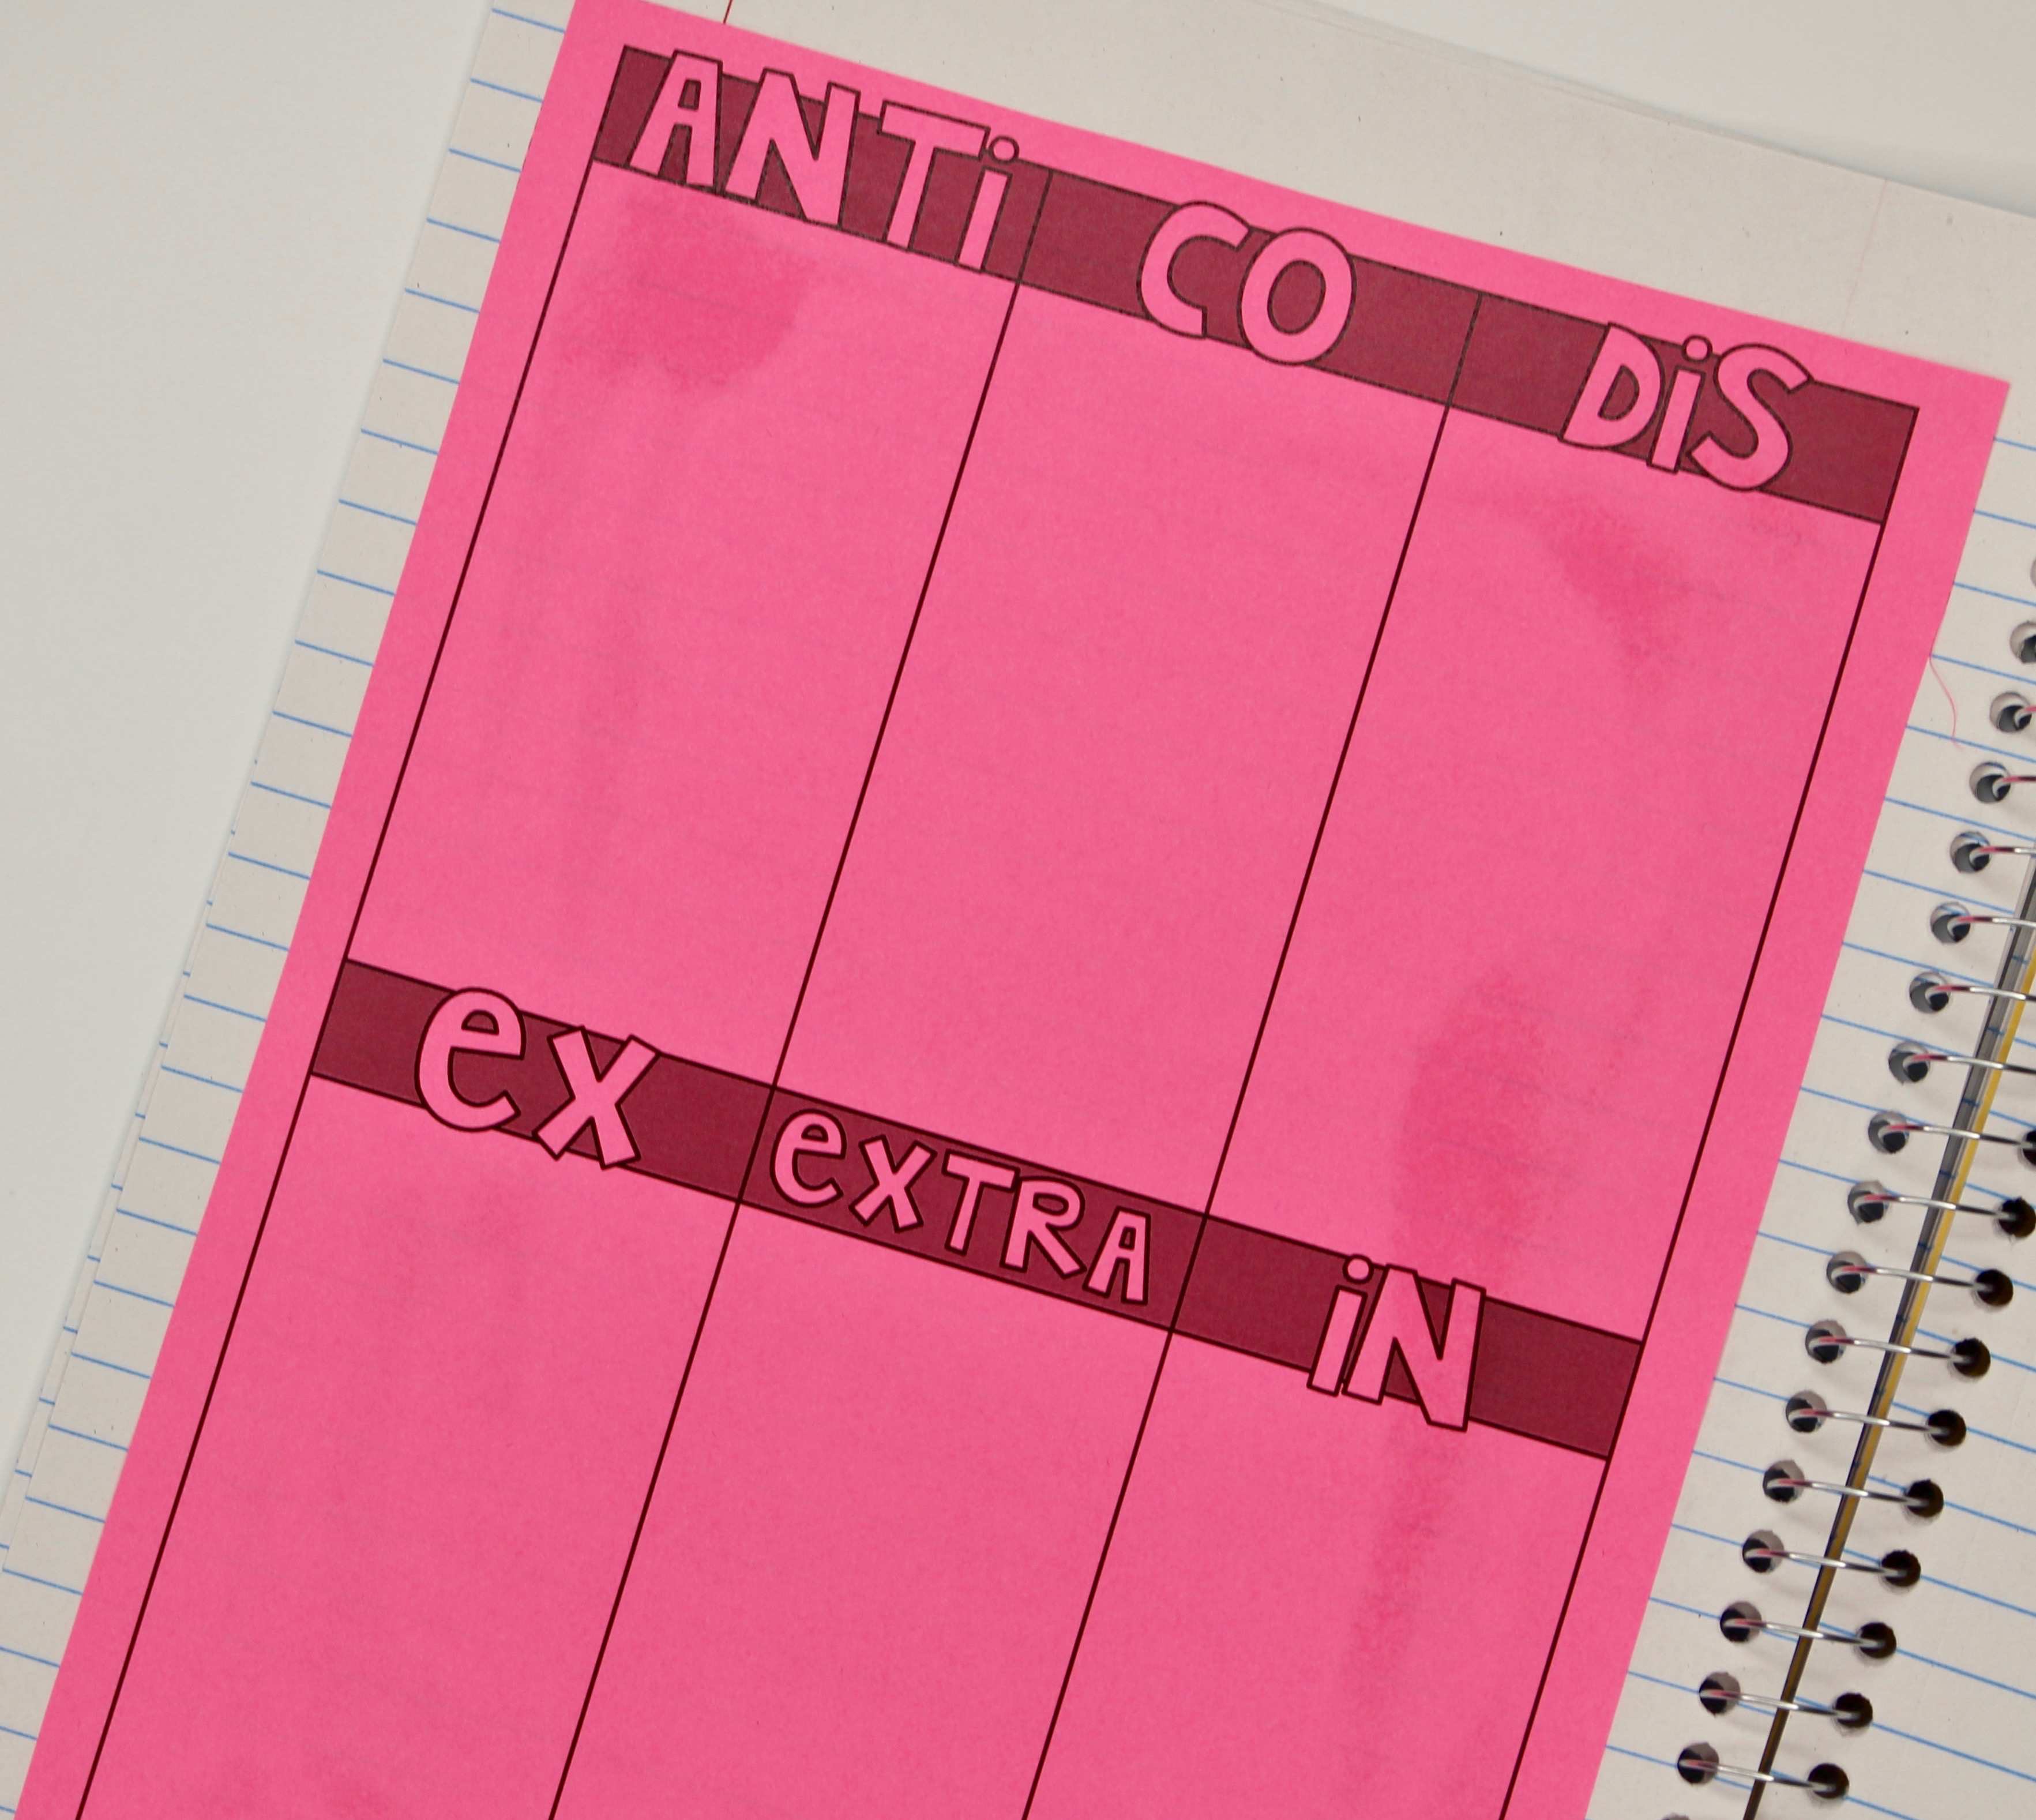 ANTi CO DiS
ex exTRA iN